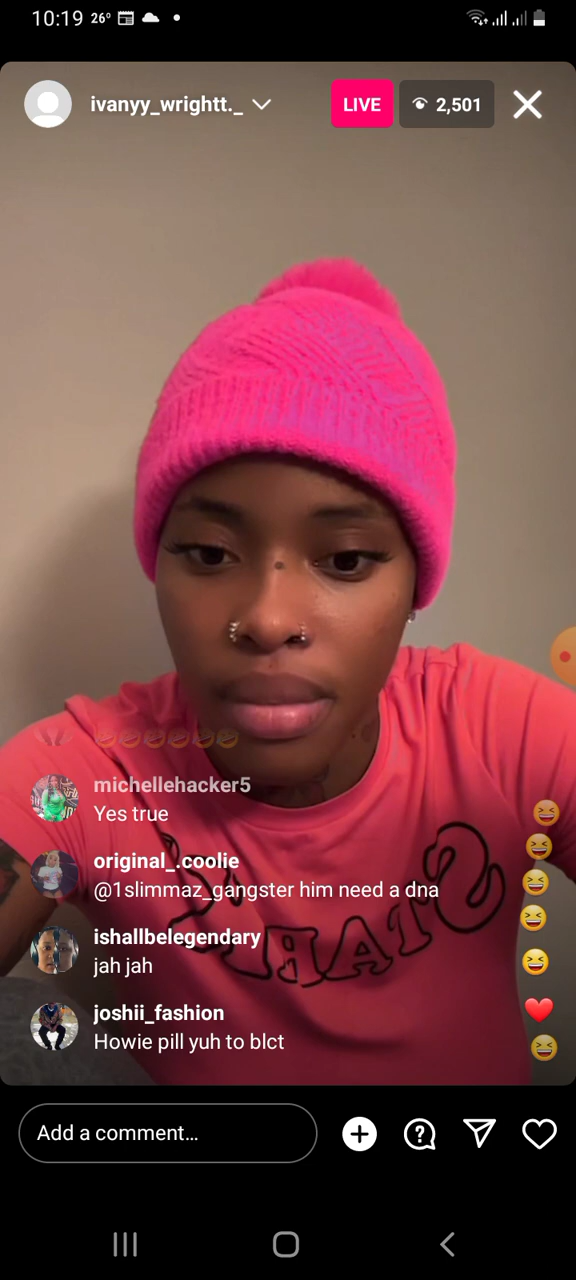 10:19 26°
ivanyy_wrightt._
LIVE
2,501
michellehacker5
Yes true
original_.coolie
@1slimmaz_gangster him need a dna
ishallbelegendary
jah jah
joshii_fashion
Howie pill yuh to blct
Add a comment…